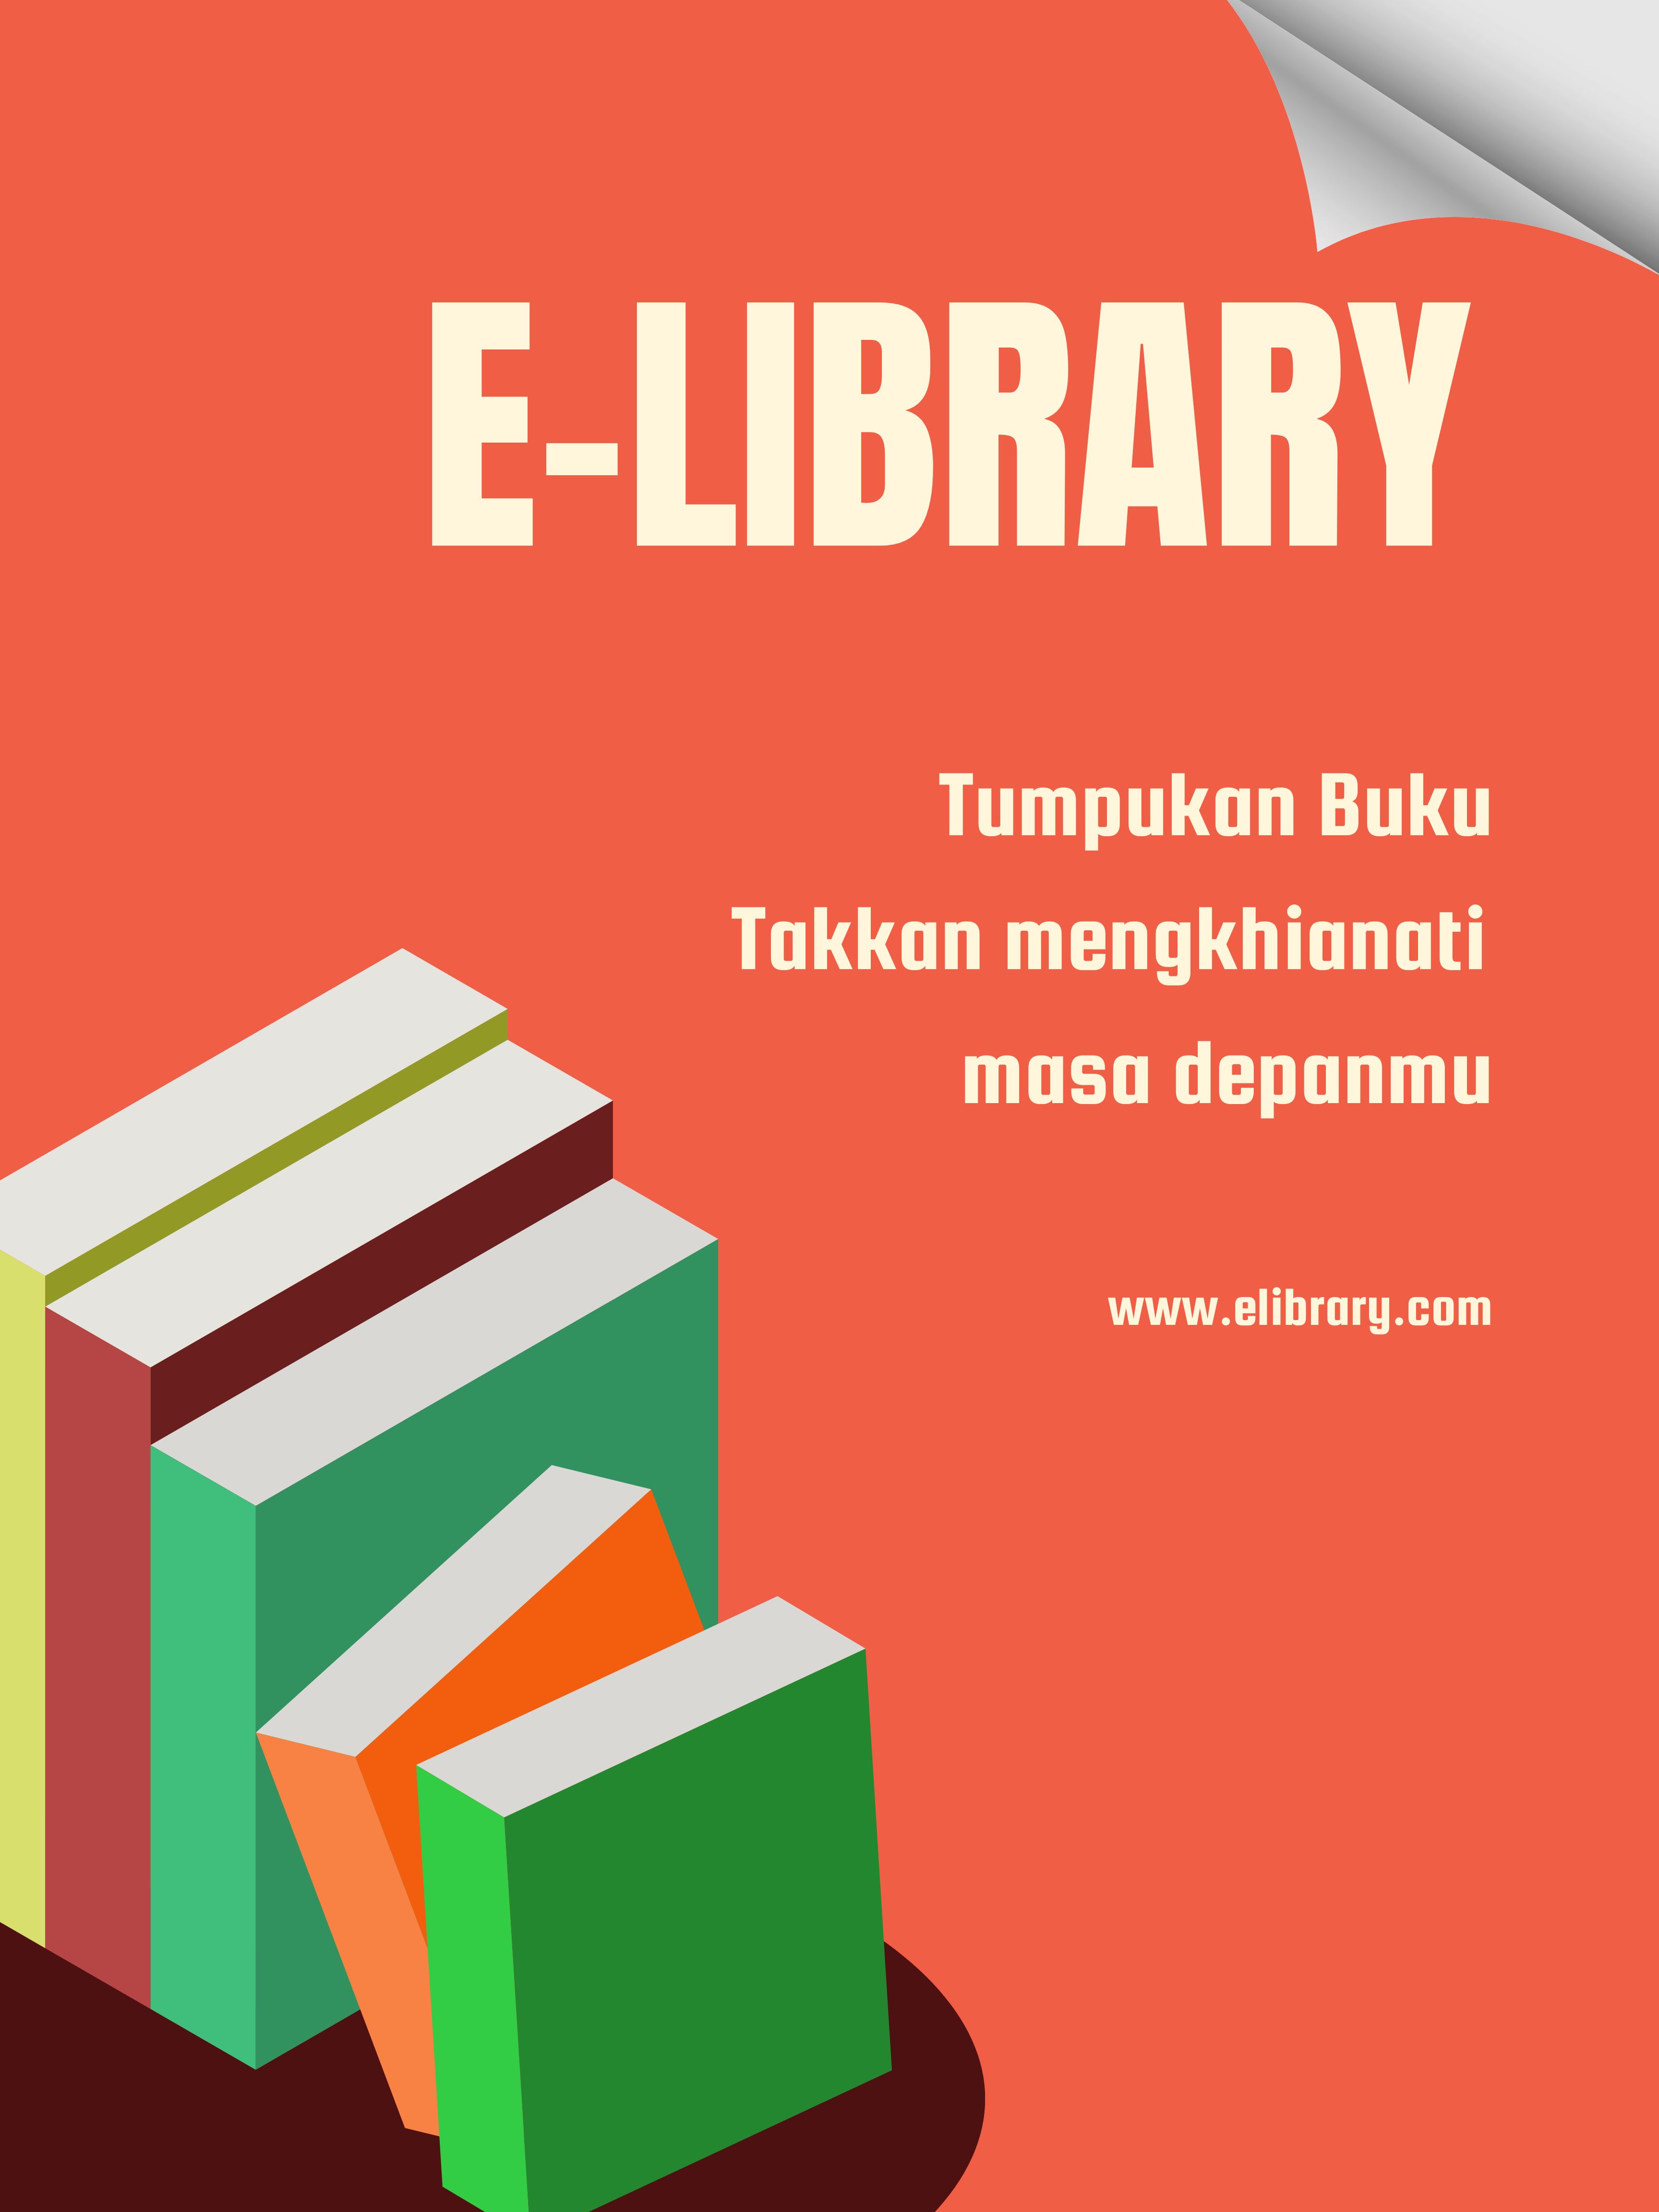 E-LIBRARY
Tumpukan Buku
Takkan mengkhianati
masa depanmu
www.elibrary.com